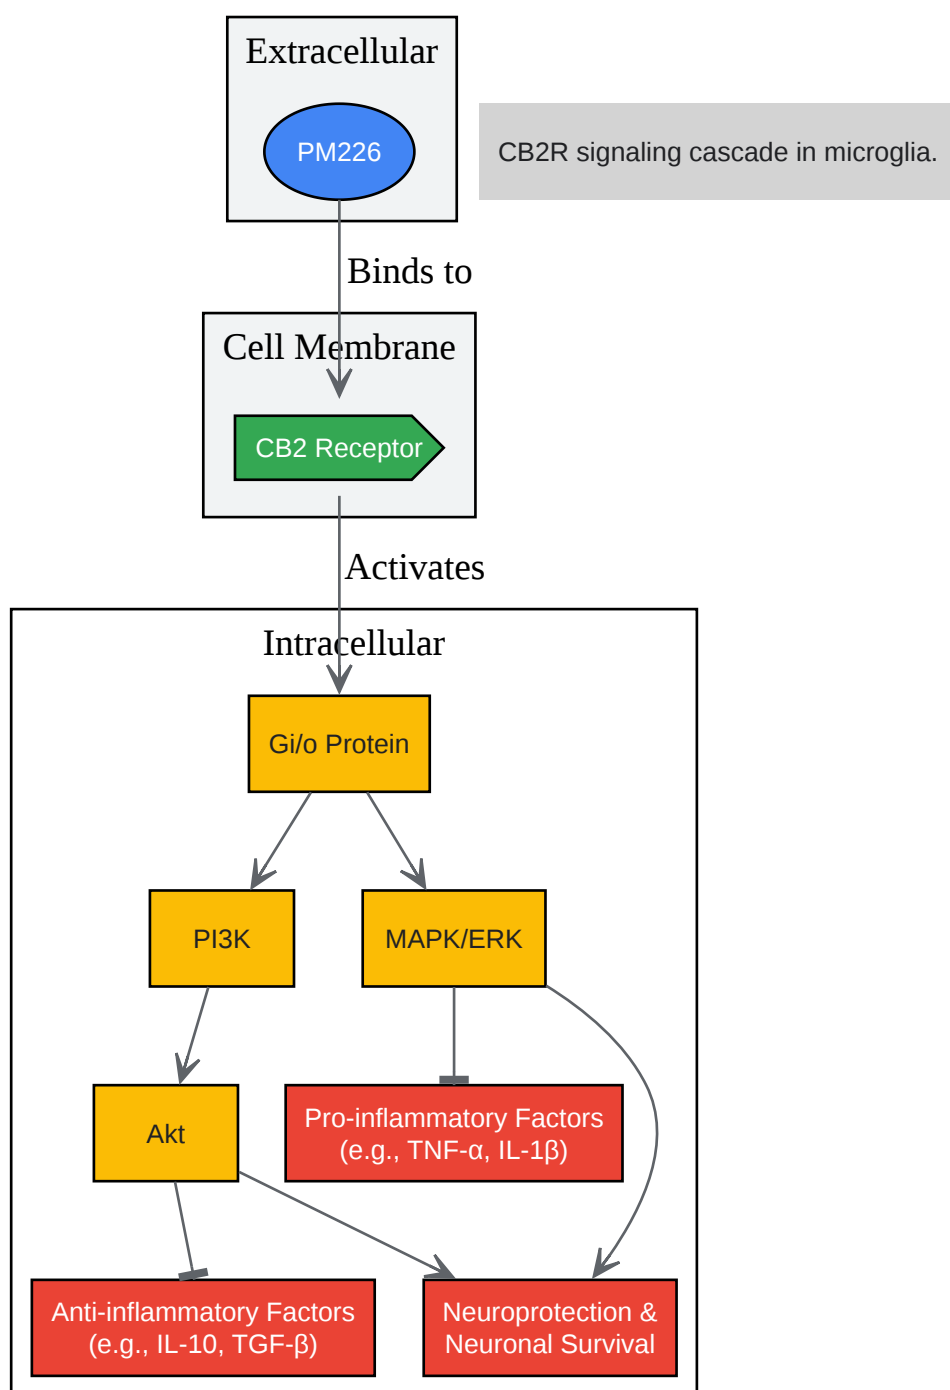 Extracellular
PM226
CB2R signaling cascade in microglia.
Binds to
Cell Membrane
CB2 Receptor
Activates
Intracellular
Gi/o Protein
PI3K
MAPK/ERK
Akt
Pro-inflammatory Factors
(e.g., TNF-α, IL-1β)
Anti-inflammatory Factors
(e.g., IL-10, TGF-β)
Neuroprotection &
Neuronal Survival